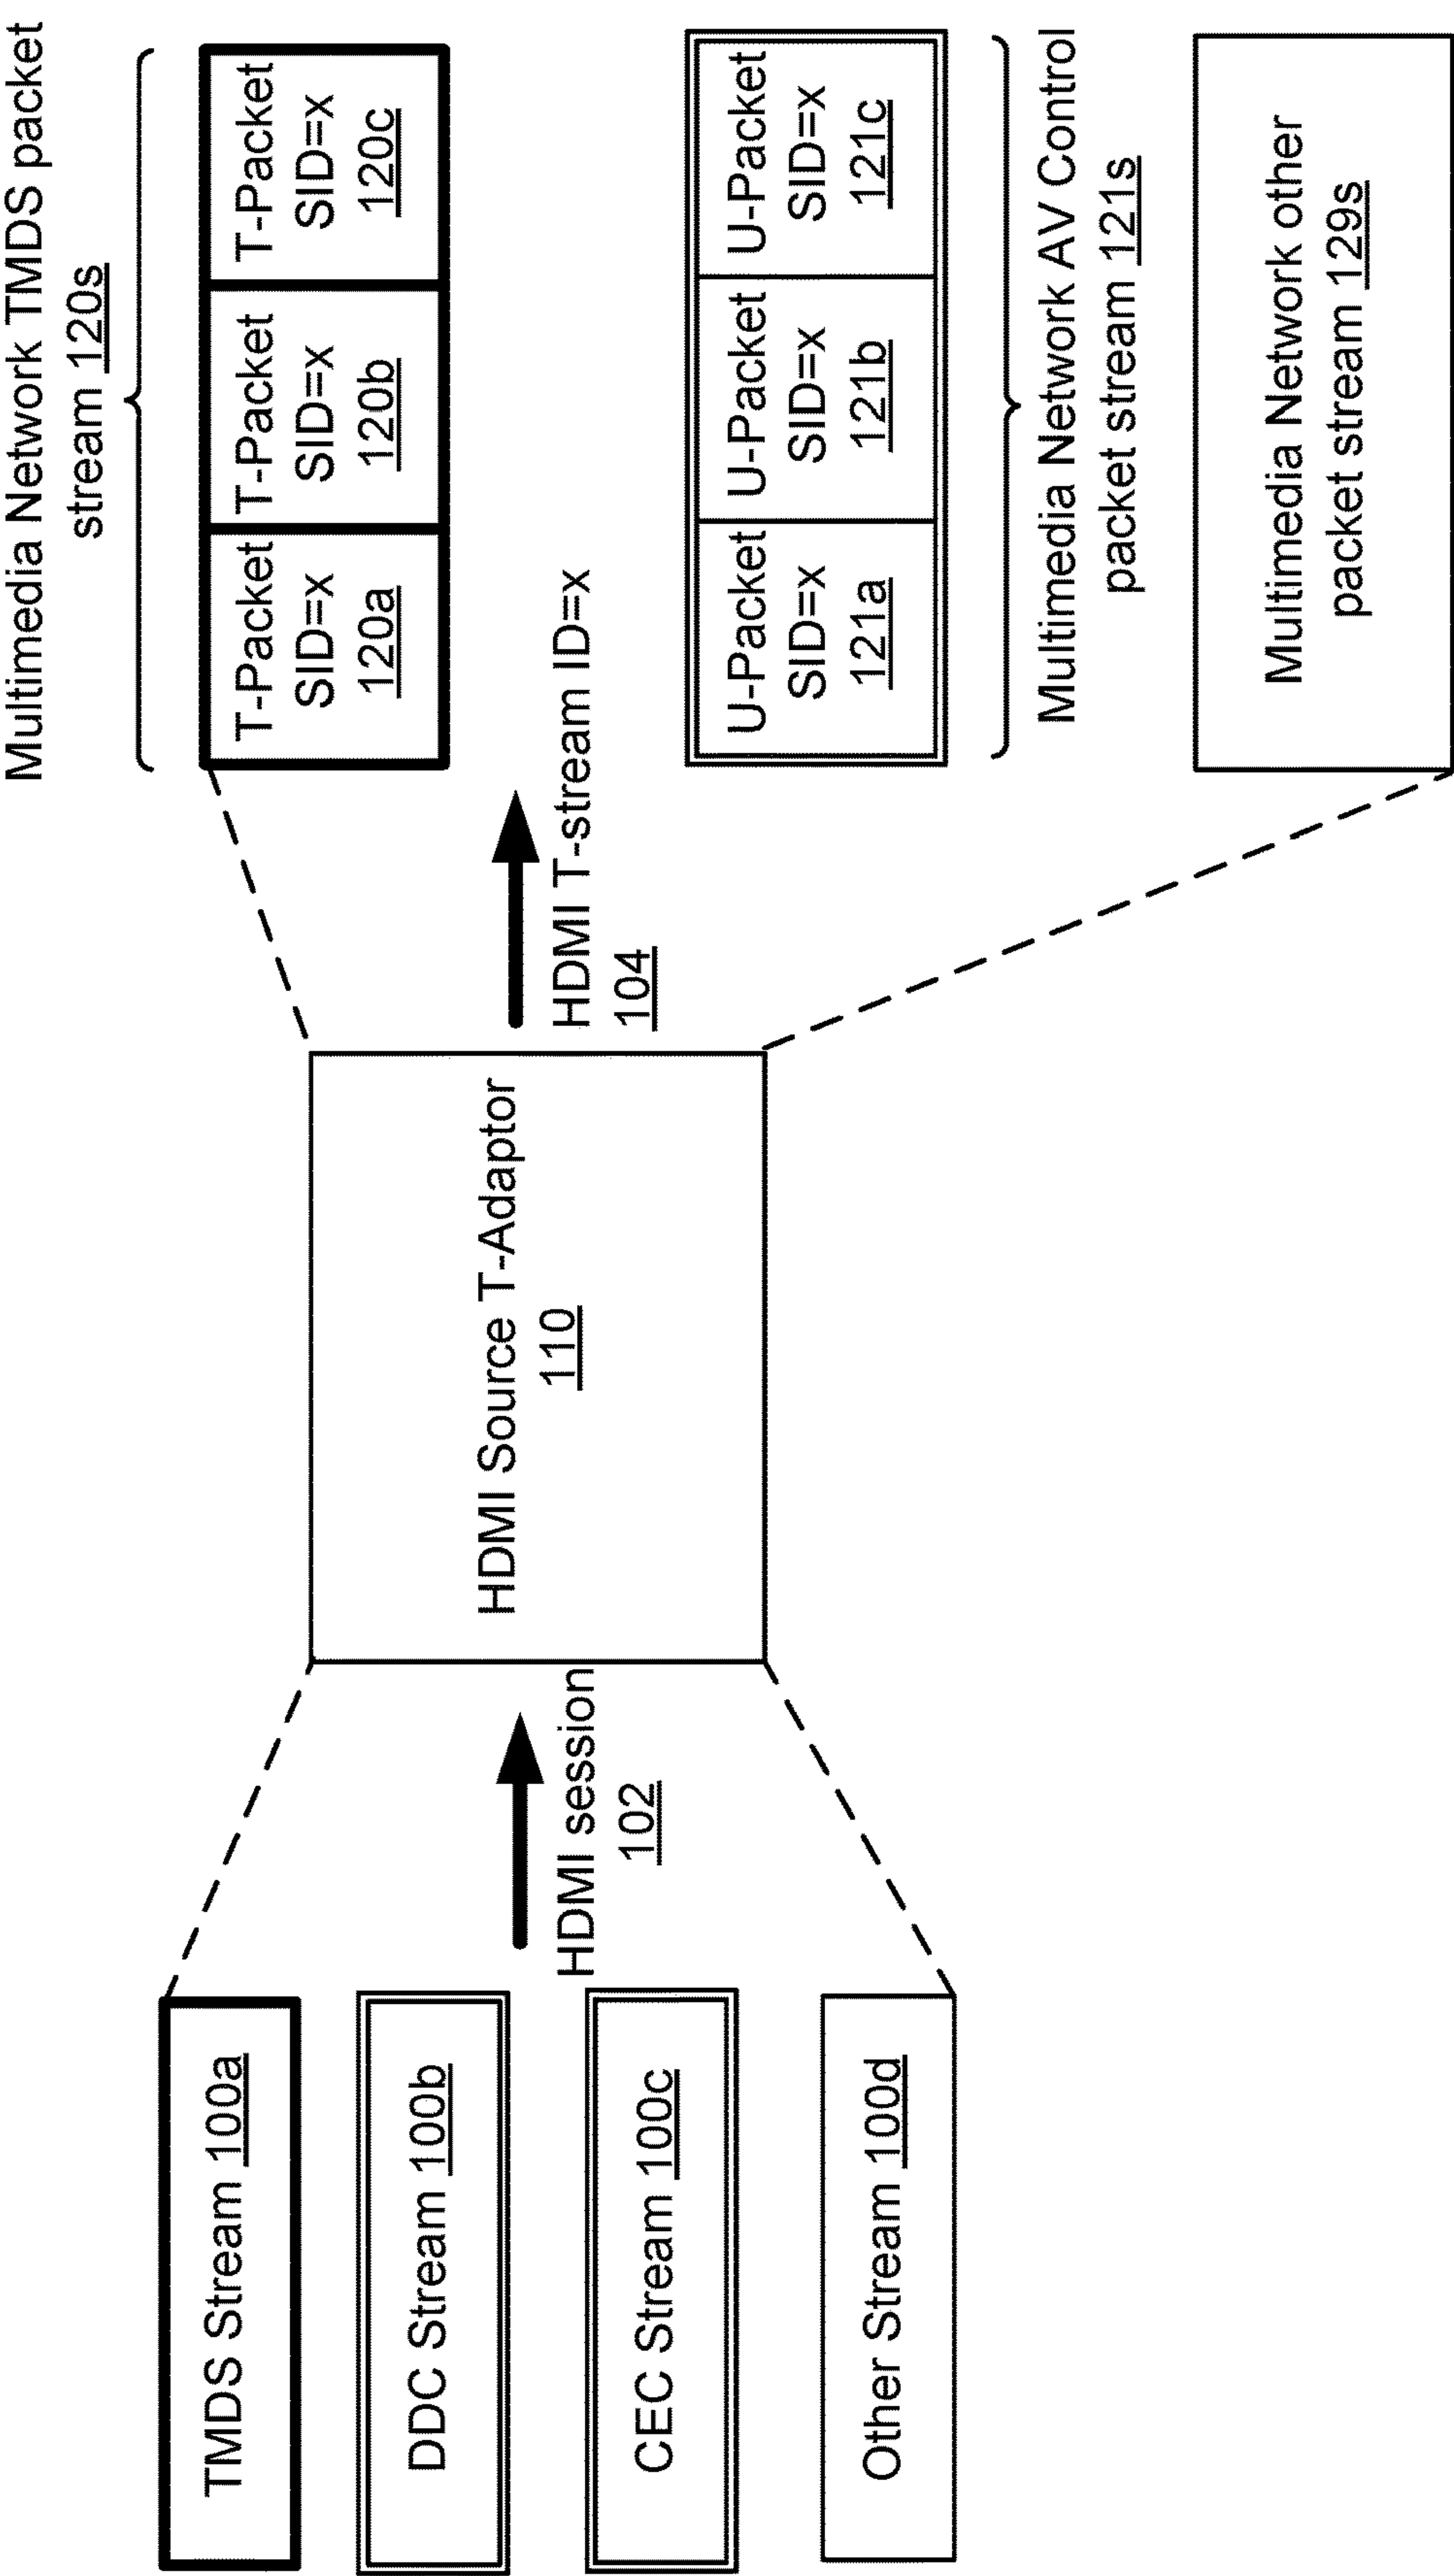 TMDS Stream 100a
DDC Stream 100b
CEC Stream 100c
Other Stream 100d
HDMI session
102
HDMI Source T-Adaptor
110
HDMI T-stream ID=x
104
Multimedia Network TMDS packet
stream 120s
T-Packet
SID=x
120a
T-Packet
SID=x
120b
T-Packet
SID=x
120c
U-Packet
SID=x
121a
U-Packet
SID=x
121b
U-Packet
SID=x
121c
Multimedia Network AV Control
packet stream 121s
Multimedia Network other
packet stream 129s